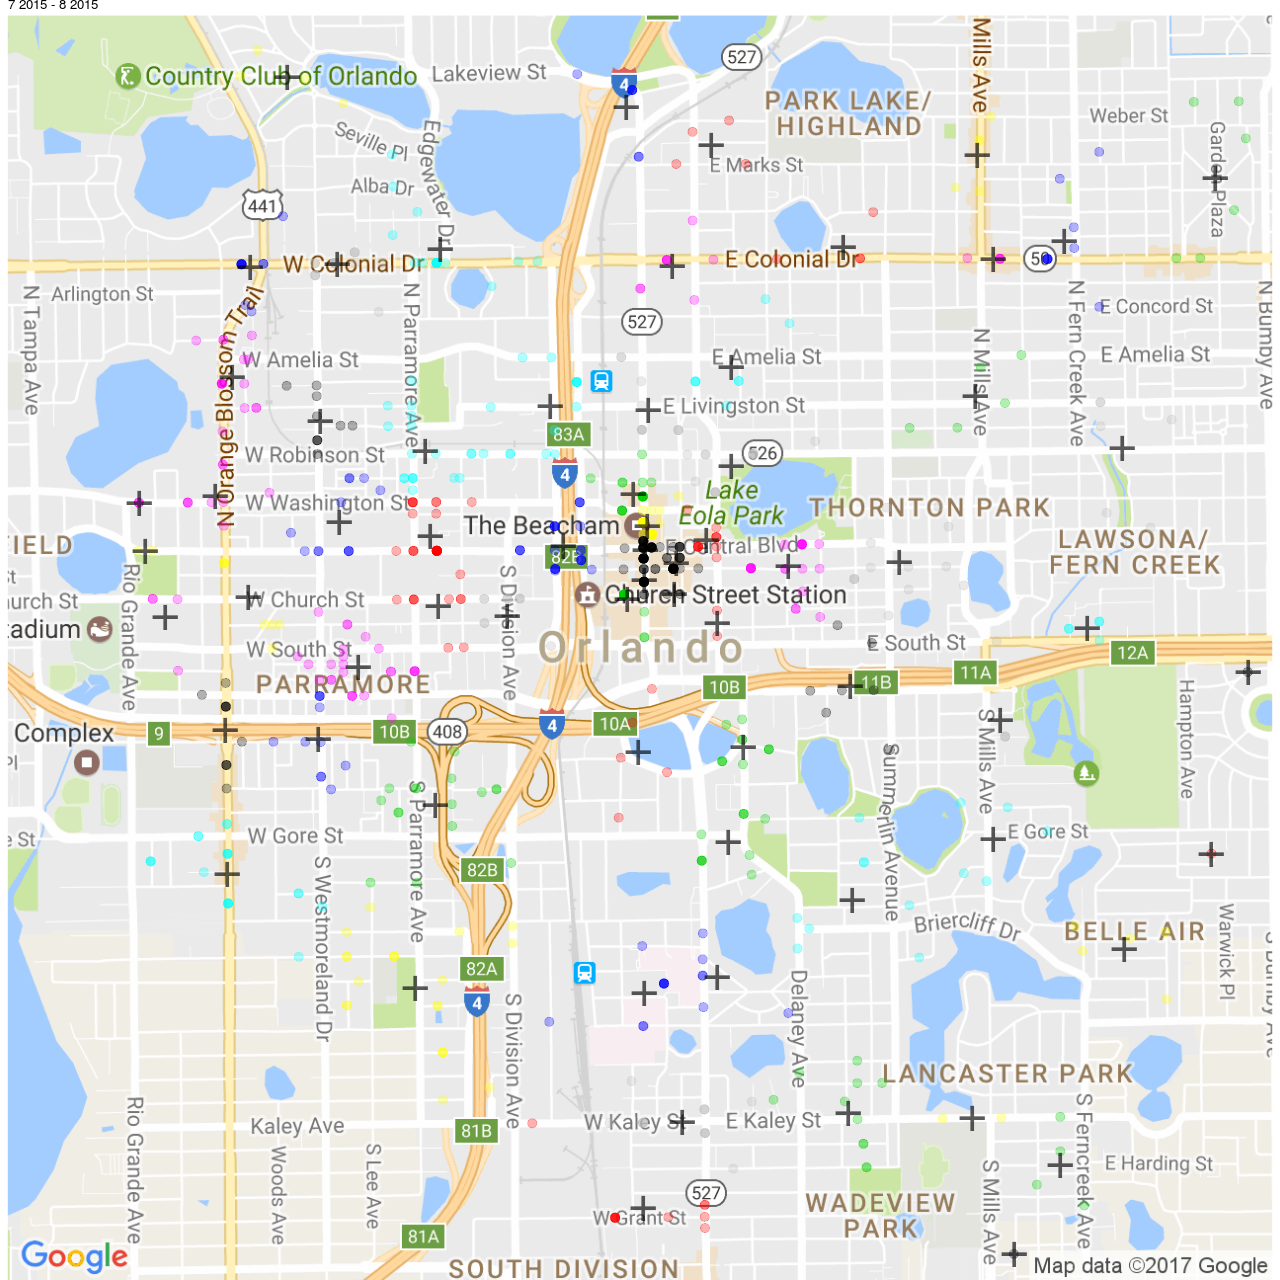 7 2015 - 8 2015
527
Country Club of Orlando
Lakeview St
4
Mills Ave
PARK LAKE/
HIGHLAND
Weber St
Seville Pl
Edgewater Dr
Garden Plaza
E Marks St
Alba Dr
441
W Colonial Dr
E Colonial Dr
50
Arlington St
N Tampa Ave
N Parramore Ave
N Fern Creek Ave
N Bumby Ave
E Concord St
527
N Orange Blossom Trail
W Amelia St
E Amelia St
N Mills Ave
E Amelia St
E Livingston St
83A
W Robinson St
526
4
W Washington St
Lake
Eola Park
THORNTON PARK
The Beacham
E Central Blvd
FIELD
LAWSONA/
FERN CREEK
82B
Rio Grande Ave
S Division Ave
W Church St
Church Street Station
Orlando
W South St
E South St
12A
PARRAMORE
10B
11B
11A
Hampton Ave
Complex
9
10B
408
4
10A
S Mills Ave
Summerlin Avenue
S Parramore Ave
W Gore St
E Gore St
82B
S Westmoreland Dr
Briercliff Dr
BELLE AIR
Warwick Pl
82A
4
Delaney Ave
S Division Ave
S Bumby Ave
LANCASTER PARK
Rio Grande Ave
Kaley Ave
81B
W Kaley St
E Kaley St
S Ferncreek Ave
Woods Ave
S Lee Ave
S Mills Ave
E Harding St
527
WADEVIEW
PARK
W Grant St
81A
Google
SOUTH DIVISION
Map data ©2017 Google